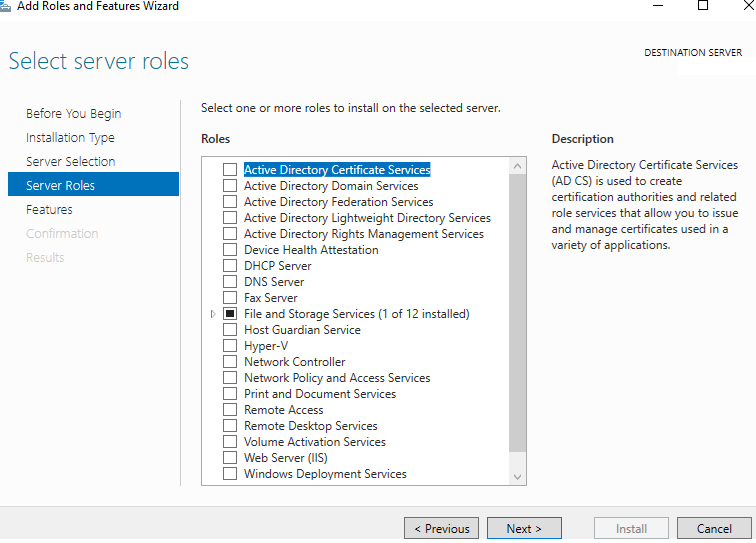 Add Roles and Features Wizard
Select server roles
DESTINATION SERVER
Before You Begin
Installation Type
Server Selection
Server Roles
Features
Confirmation
Results
Select one or more roles to install on the selected server.
Roles
Active Directory Certificate Services
Active Directory Domain Services
Active Directory Federation Services
Active Directory Lightweight Directory Services
Active Directory Rights Management Services
Device Health Attestation
DHCP Server
DNS Server
Fax Server
File and Storage Services (1 of 12 installed)
Host Guardian Service
Hyper-V
Network Controller
Network Policy and Access Services
Print and Document Services
Remote Access
Remote Desktop Services
Volume Activation Services
Web Server (IIS)
Windows Deployment Services
Description
Active Directory Certificate Services
(AD CS) is used to create
certification authorities and related
role services that allow you to issue
and manage certificates used in a
variety of applications.
< Previous
Next >
Install
Cancel